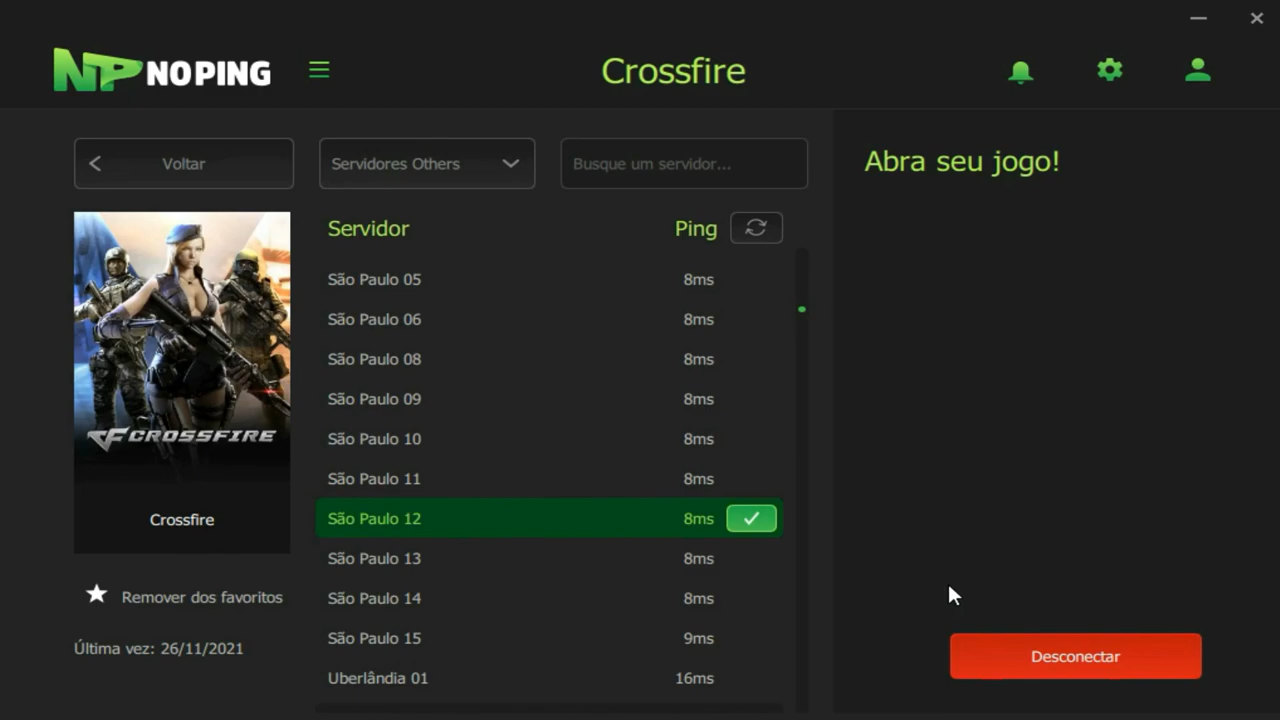 NP NOPING
Crossfire
Voltar
Servidores Others
Busque um servidor...
Abra seu jogo!
CF CROSSFIRE
Crossfire
Remover dos favoritos
Última vez: 26/11/2021
Servidor Ping
São Paulo 05 8ms
São Paulo 06 8ms
São Paulo 08 8ms
São Paulo 09 8ms
São Paulo 10 8ms
São Paulo 11 8ms
São Paulo 12 8ms
São Paulo 13 8ms
São Paulo 14 8ms
São Paulo 15 9ms
Uberlândia 01 16ms
Desconectar